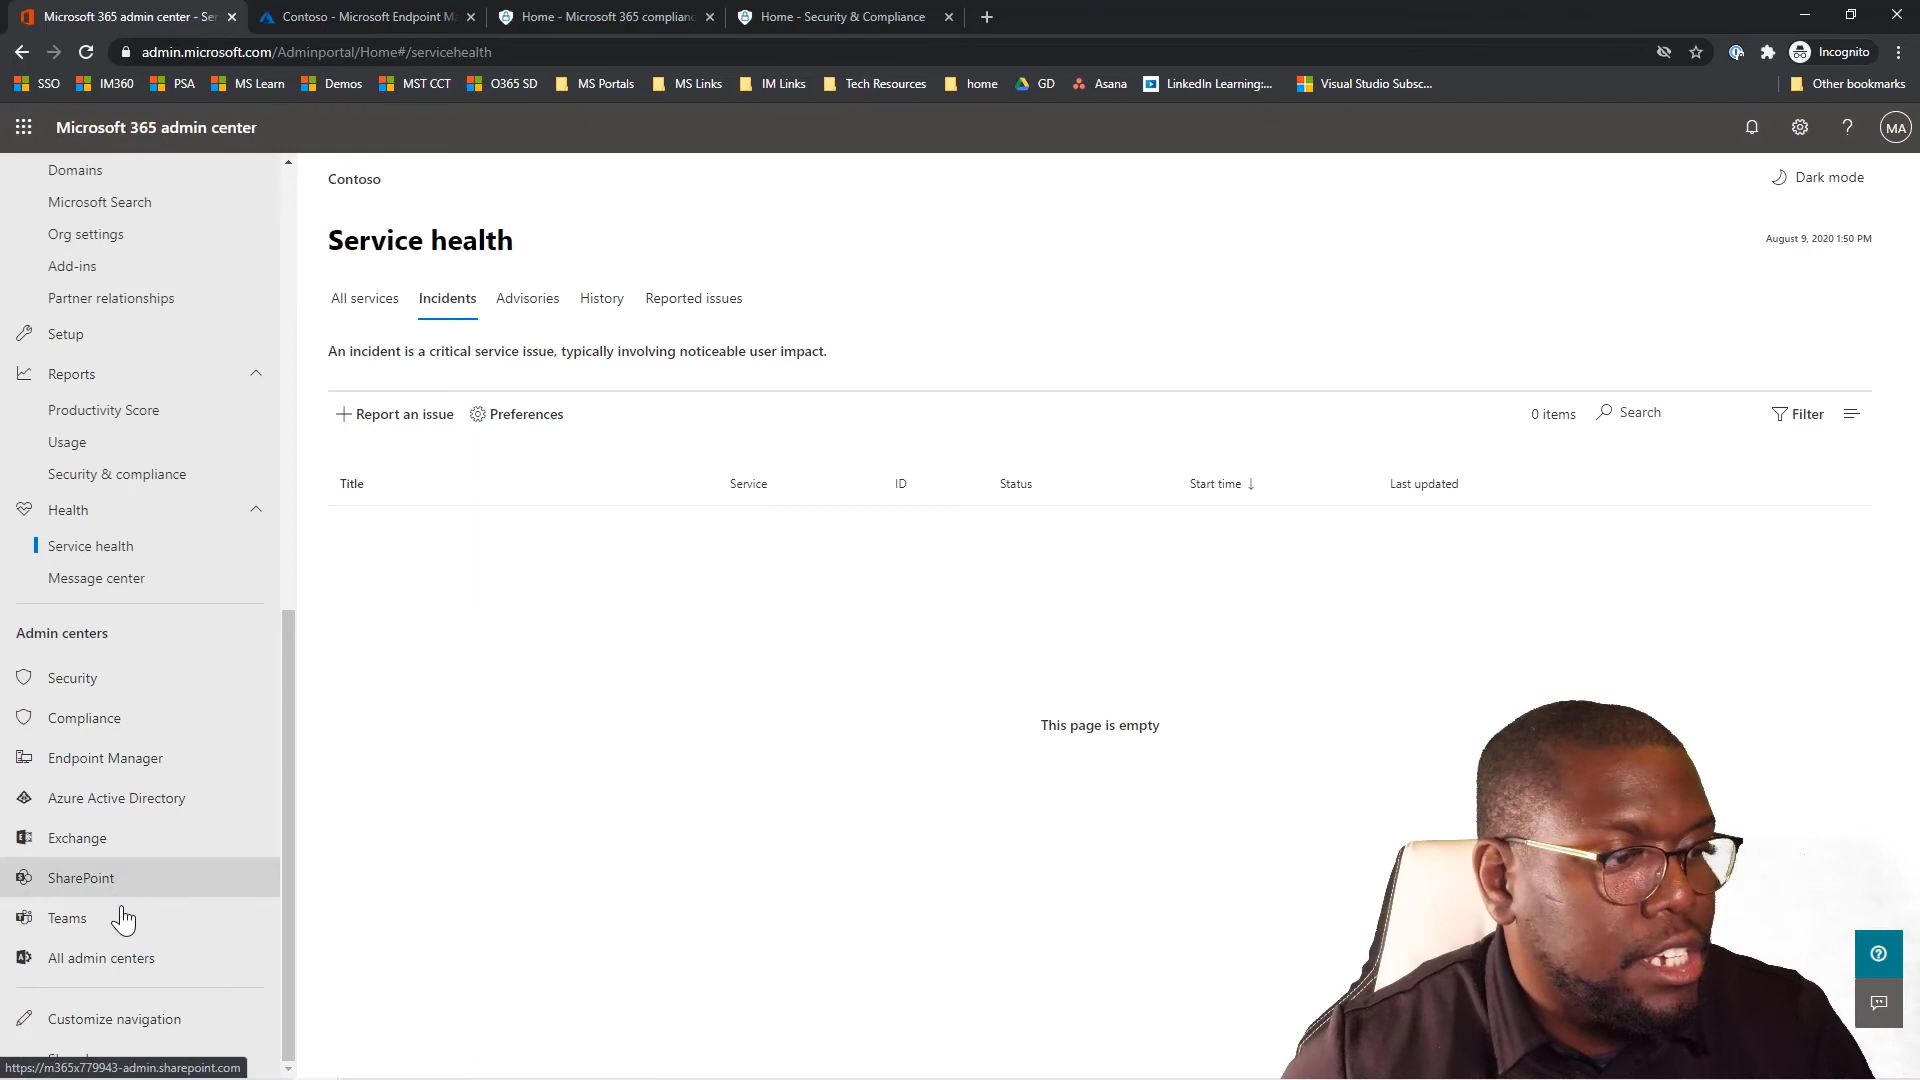 Microsoft 365 admin center - Se
Contoso - Microsoft Endpoint M
Home - Microsoft 365 complianc
Home - Security & Compliance
admin.microsoft.com/Adminportal/Home#/servicehealth
Incognito
SSO IM360 PSA MS Learn Demos MST CCT O365 SD MS Portals MS Links IM Links Tech Resources home GD Asana LinkedIn Learning:... Visual Studio Subsc... Other bookmarks
Microsoft 365 admin center
? MA
Domains
Microsoft Search
Org settings
Add-ins
Partner relationships
Setup
Reports
Productivity Score
Usage
Security & compliance
Health
Service health
Message center
Admin centers
Security
Compliance
Endpoint Manager
Azure Active Directory
Exchange
SharePoint
Teams
All admin centers
Customize navigation
https://m365x779943-admin.sharepoint.com
Contoso
Dark mode
Service health
August 9, 2020 1:50 PM
All services Incidents Advisories History Reported issues
An incident is a critical service issue, typically involving noticeable user impact.
Report an issue Preferences
0 items Search Filter
Title Service ID Status Start time ↓ Last updated
This page is empty